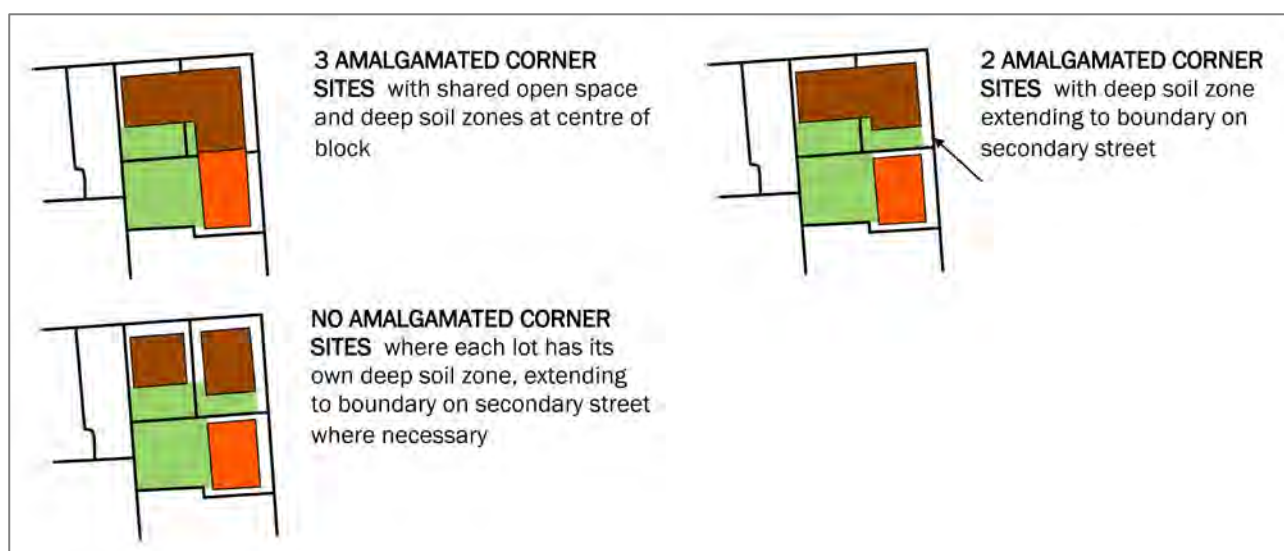 3 AMALGAMATED CORNER
SITES with shared open space
and deep soil zones at centre of
block
2 AMALGAMATED CORNER
SITES with deep soil zone
extending to boundary on
secondary street
NO AMALGAMATED CORNER
SITES where each lot has its
own deep soil zone, extending
to boundary on secondary street
where necessary